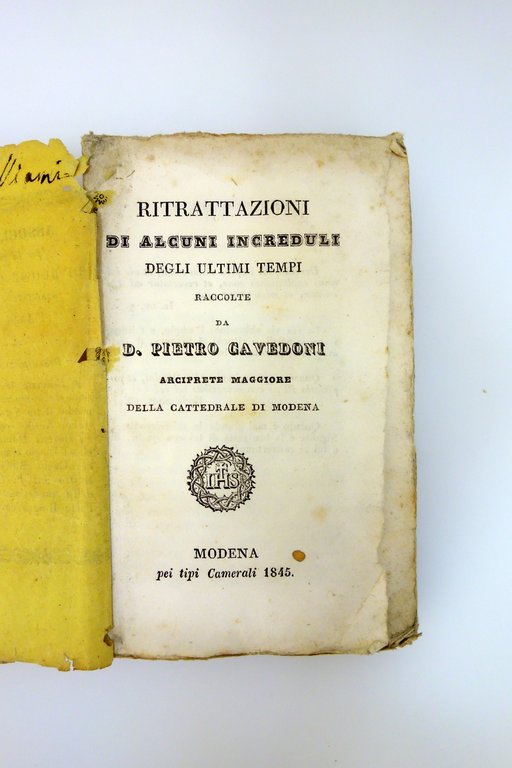 RITRATTAZIONI
DI ALCUNI INCREDULI
DEGLI ULTIMI TEMPI
RACCOLTE
DA
D. PIETRO CAVEDONI
ARCIPRETE MAGGIORE
DELLA CATTEDRALE DI MODENA
IHS
MODENA
pei tipi Camerali 1845.